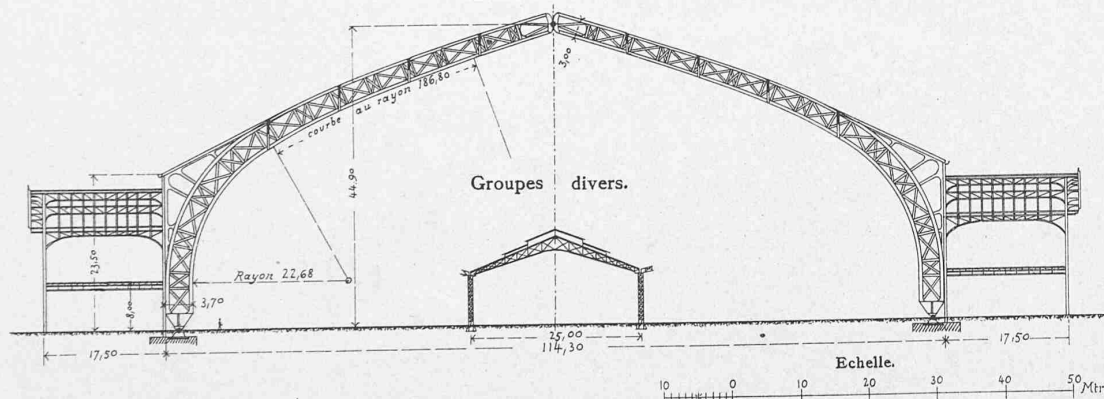 3,00
courbe au rayon 186,80
44,90
Groupes divers.
23,50
Rayon 22,68
3,70
8,00
25,00
17,50
114,30
17,50
Echelle.
10 0 10 20 30 40 50 Mtr